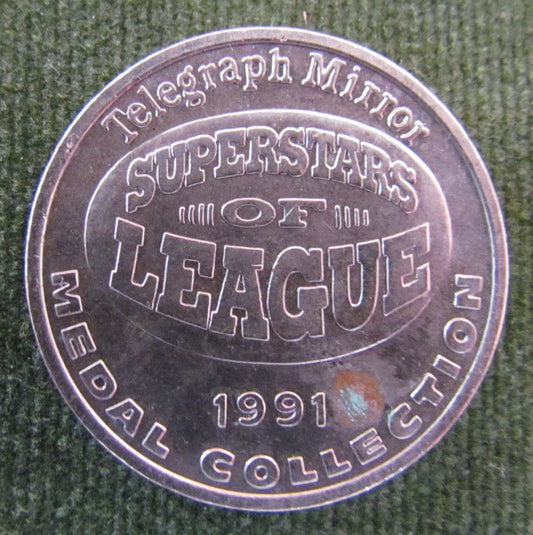 Telegraph Mirror
SUPERSTARS
OF
LEAGUE
1991
MEDAL COLLECTION